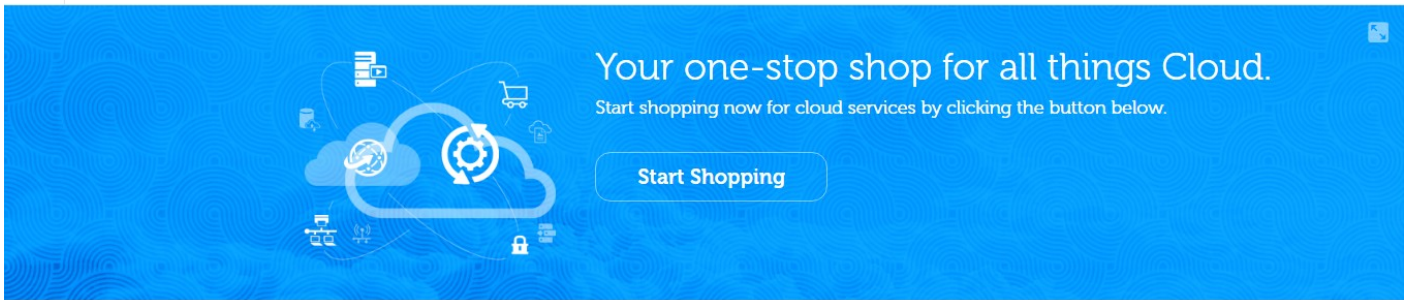 Your one-stop shop for all things Cloud.
Start shopping now for cloud services by clicking the button below.
Start Shopping